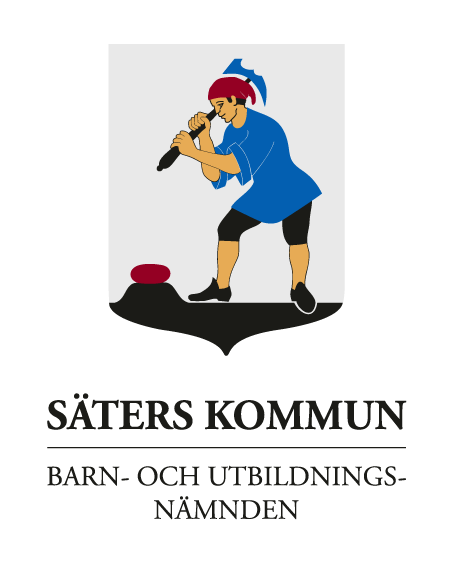 SÄTERS KOMMUN
BARN- OCH UTBILDNINGS-
NÄMNDEN